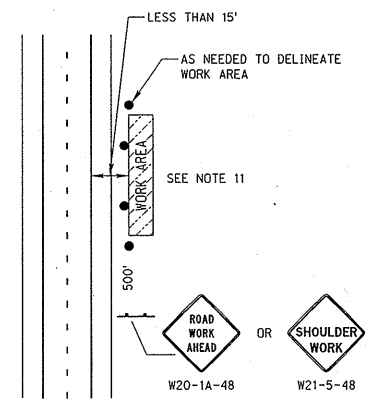 LESS THAN 15'
AS NEEDED TO DELINEATE
WORK AREA
WORK AREA
SEE NOTE 11
500'
ROAD
WORK
AHEAD
OR
SHOULDER
WORK
W20-1A-48
W21-5-48